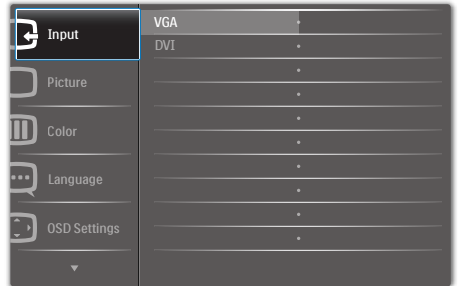 Input
Picture
Color
Language
OSD Settings
VGA
DVI